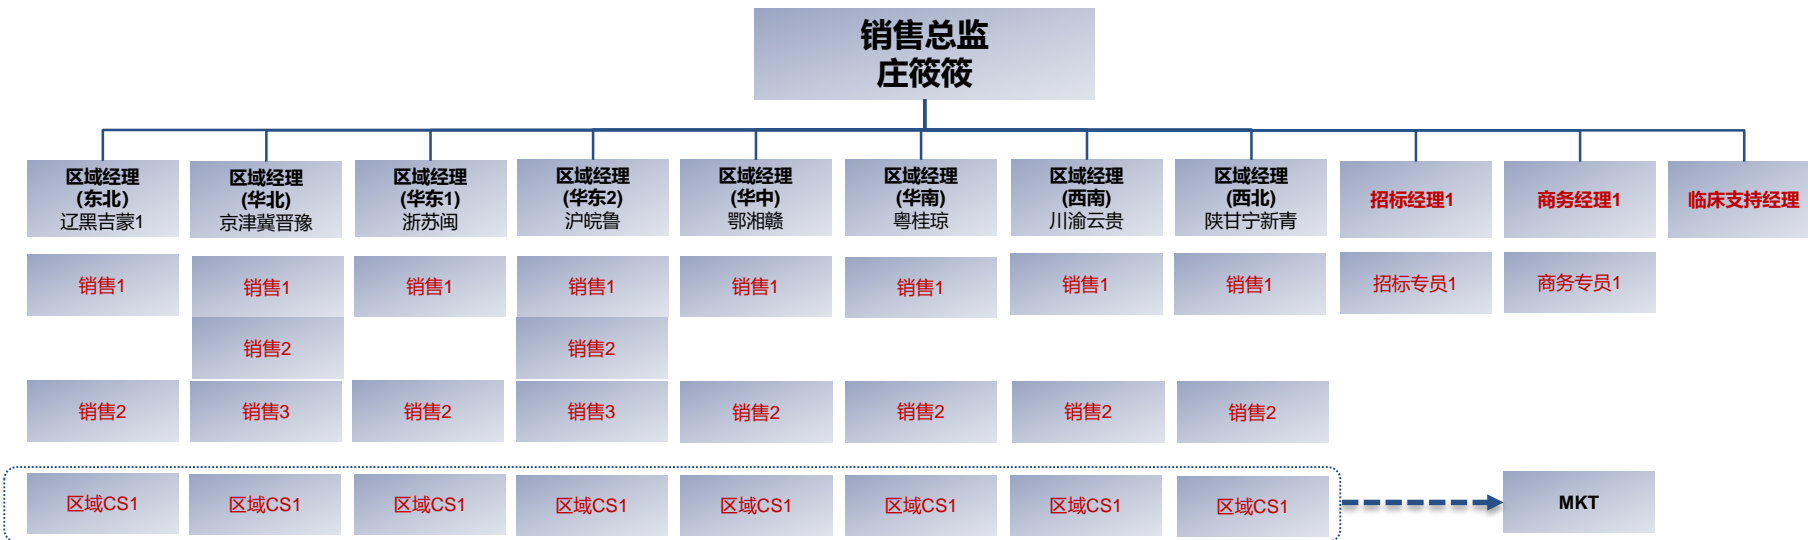 销售总监
庄筱筱
区域经理
(东北)
辽黑吉蒙1
区域经理
(华北)
京津冀晋豫
区域经理
(华东1)
浙苏闽
区域经理
(华东2)
沪皖鲁
区域经理
(华中)
鄂湘赣
区域经理
(华南)
粤桂琼
区域经理
(西南)
川渝云贵
区域经理
(西北)
陕甘宁新青
招标经理1
商务经理1
临床支持经理
销售1
销售1
销售1
销售1
销售1
销售1
销售1
销售1
招标专员1
商务专员1
销售2
销售2
销售2
销售3
销售2
销售3
销售2
销售2
销售2
销售2
区域CS1
区域CS1
区域CS1
区域CS1
区域CS1
区域CS1
区域CS1
区域CS1
MKT